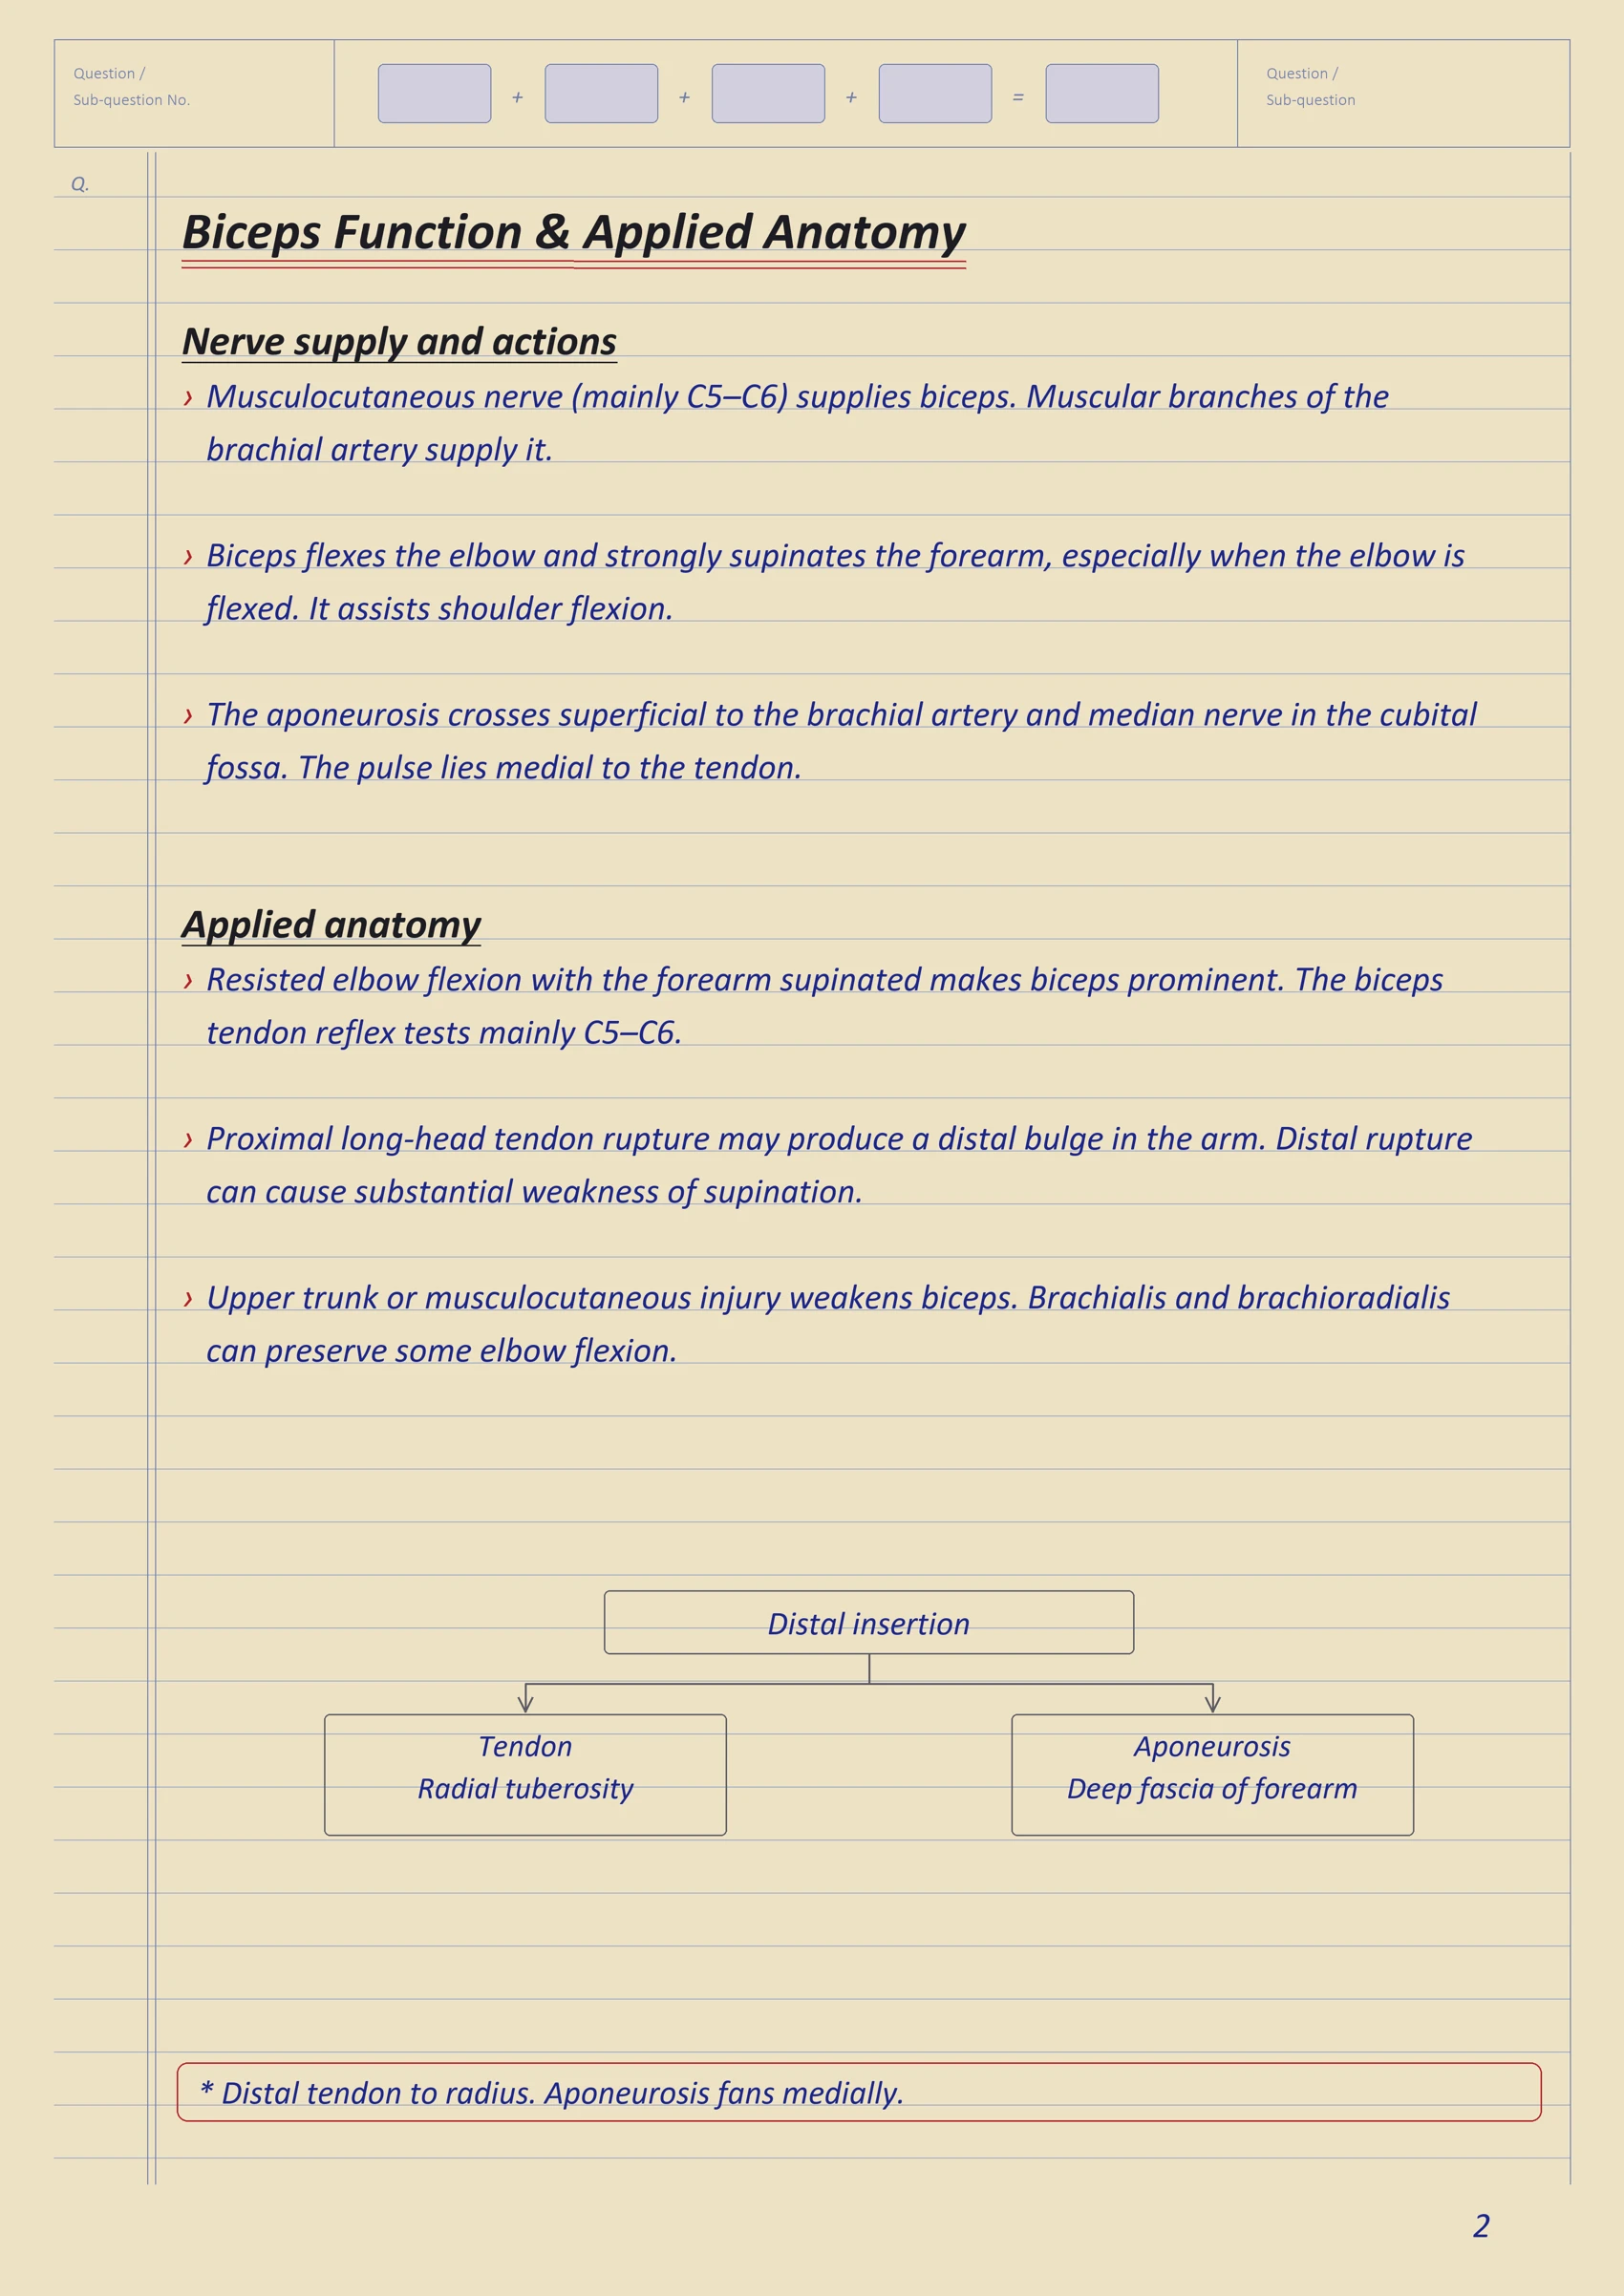 Question /
Sub-question No.
+ + + =
Question /
Sub-question
Q.
Biceps Function & Applied Anatomy
Nerve supply and actions
› Musculocutaneous nerve (mainly C5–C6) supplies biceps. Muscular branches of the
brachial artery supply it.
› Biceps flexes the elbow and strongly supinates the forearm, especially when the elbow is
flexed. It assists shoulder flexion.
› The aponeurosis crosses superficial to the brachial artery and median nerve in the cubital
fossa. The pulse lies medial to the tendon.
Applied anatomy
› Resisted elbow flexion with the forearm supinated makes biceps prominent. The biceps
tendon reflex tests mainly C5–C6.
› Proximal long-head tendon rupture may produce a distal bulge in the arm. Distal rupture
can cause substantial weakness of supination.
› Upper trunk or musculocutaneous injury weakens biceps. Brachialis and brachioradialis
can preserve some elbow flexion.
Distal insertion
Tendon
Radial tuberosity
Aponeurosis
Deep fascia of forearm
* Distal tendon to radius. Aponeurosis fans medially.
2